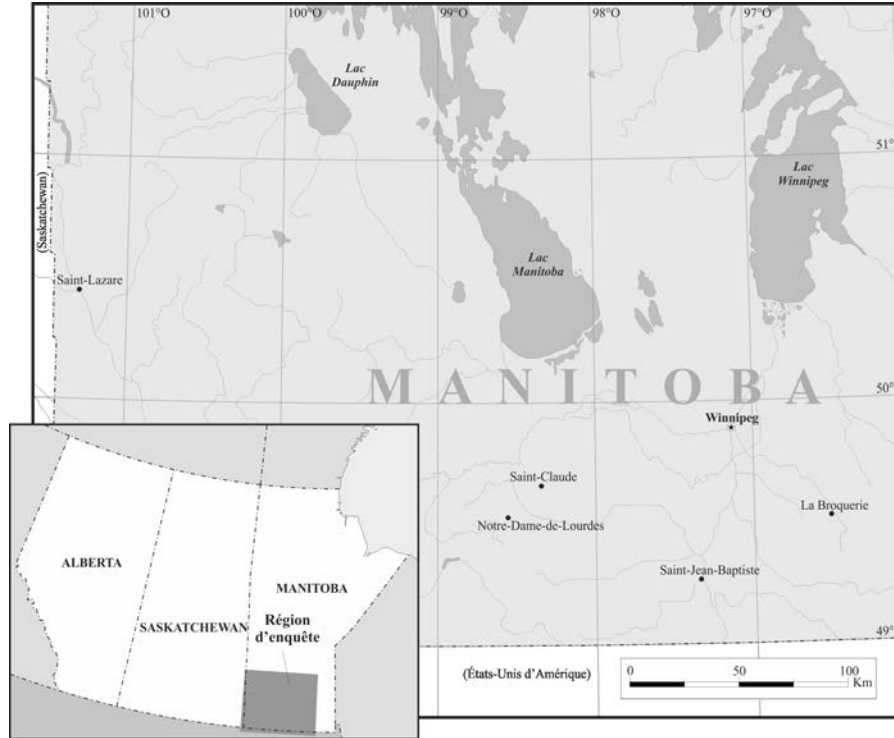 101°O
100°O
99°O
98°O
97°O
Lac
Dauphin
51°
Lac
Winnipeg
(Saskatchewan)
Lac
Manitoba
Saint-Lazare
MANITOBA
50°
Winnipeg
Saint-Claude
Notre-Dame-de-Lourdes
La Broquerie
Saint-Jean-Baptiste
49°
(États-Unis d'Amérique)
0
50
100
Km
ALBERTA
MANITOBA
SASKATCHEWAN
Région
d'enquête